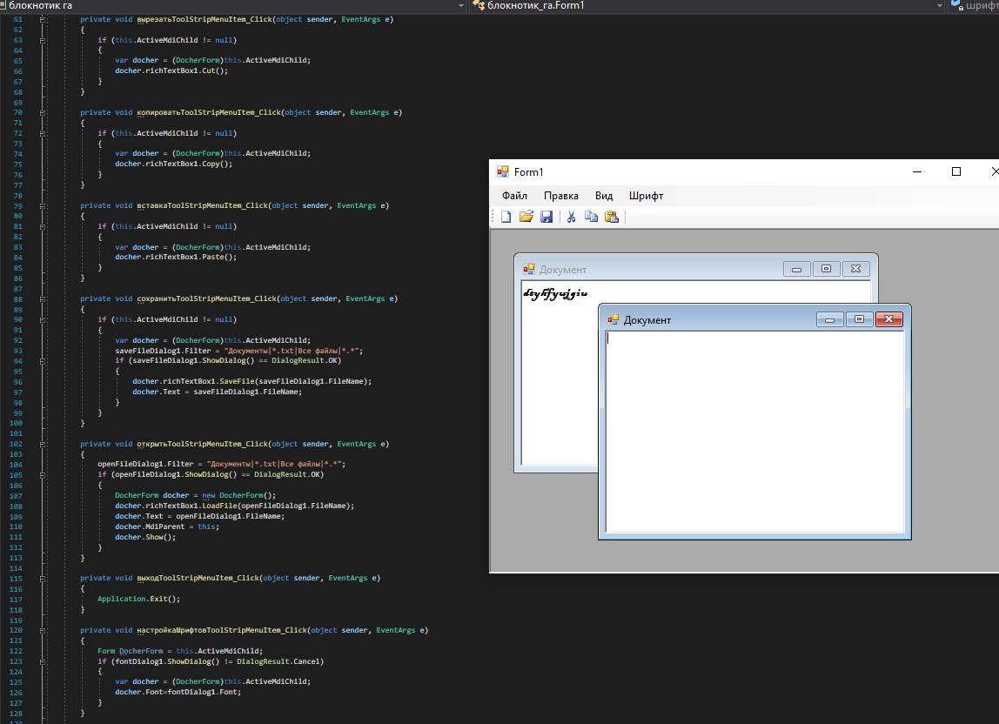 блокнотик га
блокнотик_га.Form1
61 private void вырезатьToolStripMenuItem_Click(object sender, EventArgs e)
62 {
63 if (this.ActiveMdiChild != null)
64 {
65 var docher = (DocherForm)this.ActiveMdiChild;
66 docher.richTextBox1.Cut();
67 }
68 }
69
70 private void копироватьToolStripMenuItem_Click(object sender, EventArgs e)
71 {
72 if (this.ActiveMdiChild != null)
73 {
74 var docher = (DocherForm)this.ActiveMdiChild;
75 docher.richTextBox1.Copy();
76 }
77 }
78
79 private void вставкаToolStripMenuItem_Click(object sender, EventArgs e)
80 {
81 if (this.ActiveMdiChild != null)
82 {
83 var docher = (DocherForm)this.ActiveMdiChild;
84 docher.richTextBox1.Paste();
85 }
86 }
87
88 private void сохранитьToolStripMenuItem_Click(object sender, EventArgs e)
89 {
90 if (this.ActiveMdiChild != null)
91 {
92 var docher = (DocherForm)this.ActiveMdiChild;
93 saveFileDialog1.Filter = "Документы|*.txt|Все файлы|*.*";
94 if (saveFileDialog1.ShowDialog() == DialogResult.OK)
95 {
96 docher.richTextBox1.SaveFile(saveFileDialog1.FileName);
97 docher.Text = saveFileDialog1.FileName;
98 }
99 }
100 }
101
102 private void открытьToolStripMenuItem_Click(object sender, EventArgs e)
103 {
104 openFileDialog1.Filter = "Документы|*.txt|Все файлы|*.*";
105 if (openFileDialog1.ShowDialog() == DialogResult.OK)
106 {
107 DocherForm docher = new DocherForm();
108 docher.richTextBox1.LoadFile(openFileDialog1.FileName);
109 docher.Text = openFileDialog1.FileName;
110 docher.MdiParent = this;
111 docher.Show();
112 }
113 }
114
115 private void выходToolStripMenuItem_Click(object sender, EventArgs e)
116 {
117 Application.Exit();
118 }
119
120 private void настройкаШрифтовToolStripMenuItem_Click(object sender, EventArgs e)
121 {
122 Form DocherForm = this.ActiveMdiChild;
123 if (fontDialog1.ShowDialog() != DialogResult.Cancel)
124 {
125 var docher = (DocherForm)this.ActiveMdiChild;
126 docher.Font=fontDialog1.Font;
127 }
128 }
Form1
Файл Правка Вид Шрифт
Документ
Документ